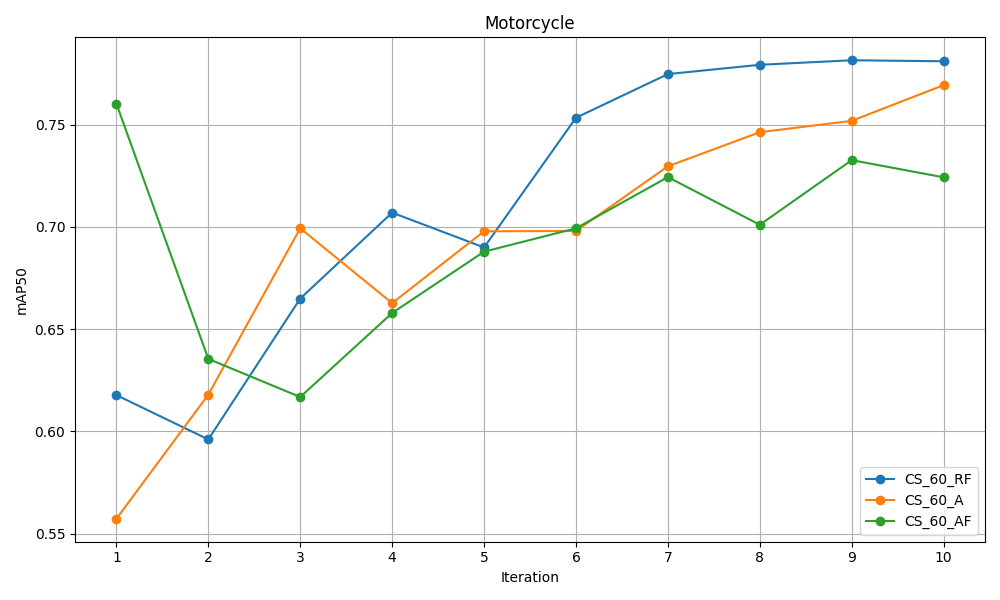 Motorcycle
mAP50
0.75
0.70
0.65
0.60
0.55
1 2 3 4 5 6 7 8 9 10
Iteration
CS_60_RF
CS_60_A
CS_60_AF